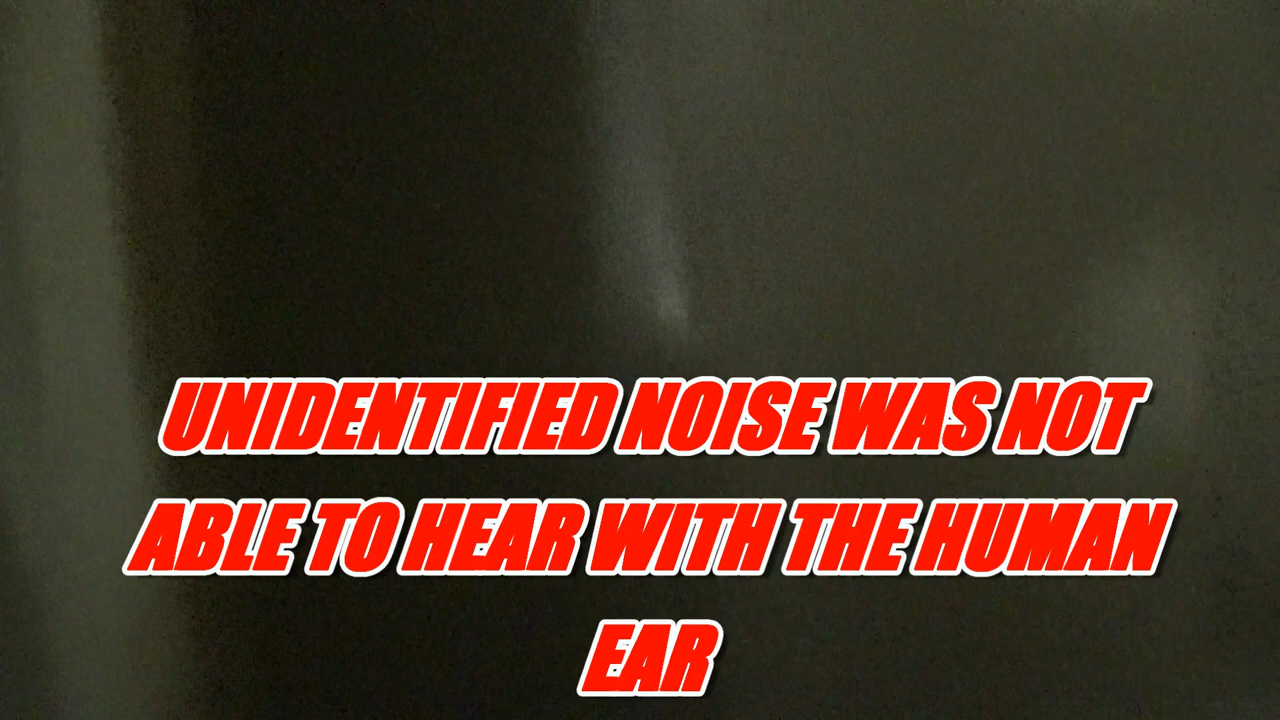 UNIDENTIFIED NOISE WAS NOT
ABLE TO HEAR WITH THE HUMAN
EAR